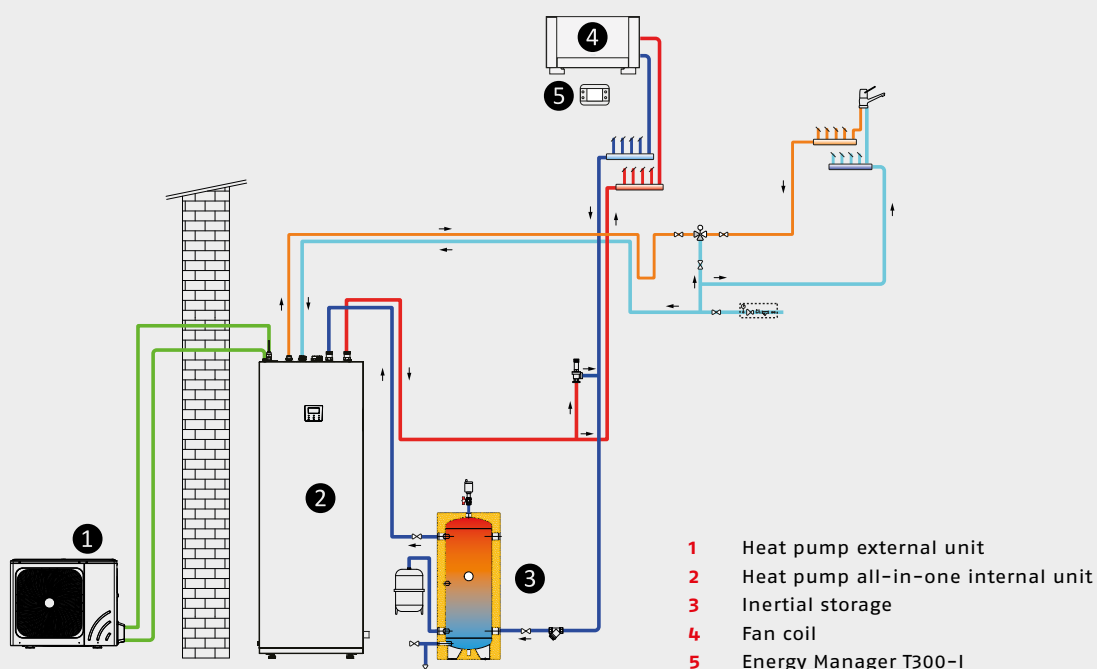 4
5
1
2
3
1 Heat pump external unit
2 Heat pump all-in-one internal unit
3 Inertial storage
4 Fan coil
5 Energy Manager T300-I